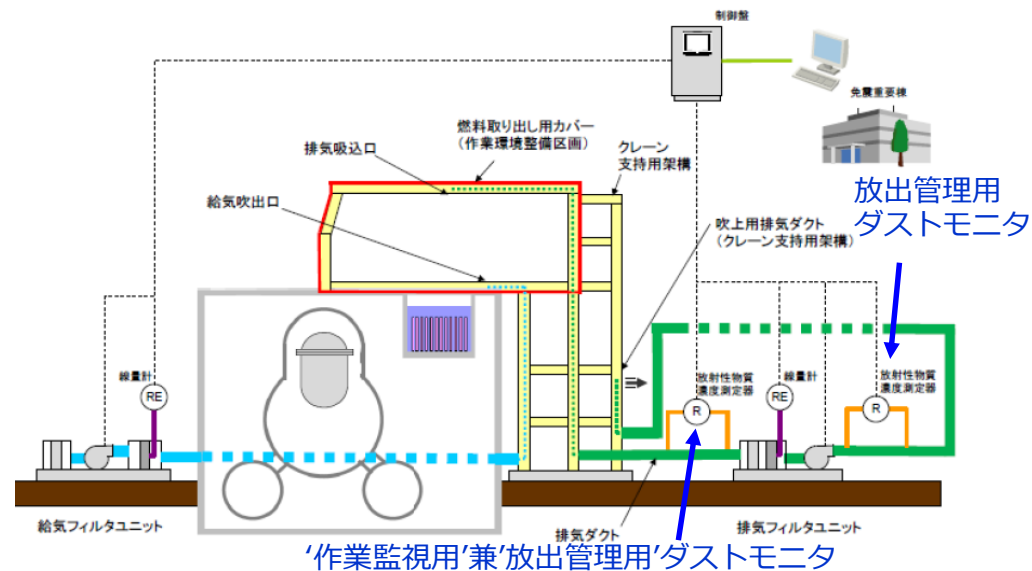 制御盤
免震重要棟
燃料取り出し用カバー
(作業環境整備区画)
排気吸込口
クレーン
支持用架構
給気吹出口
放出管理用
ダストモニタ
吹上用排気ダクト
(クレーン支持用架構)
線量計
RE
放射性物質
濃度測定器
R
線量計
RE
放射性物質
濃度測定器
R
給気フィルタユニット
排気ダクト
排気フィルタユニット
‘作業監視用’兼’放出管理用’ダストモニタ